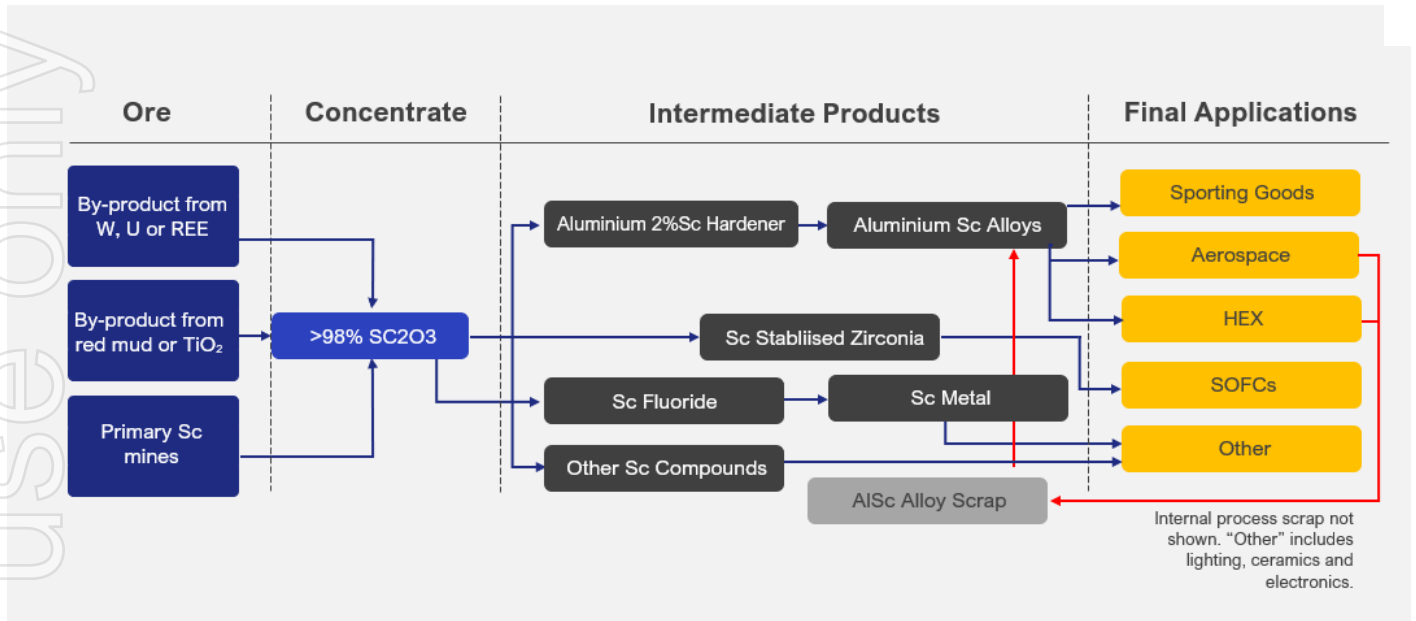 use only
Ore
Concentrate
Intermediate Products
Final Applications
By-product from
W, U or REE
By-product from
red mud or TiO₂
Primary Sc
mines
>98% SC2O3
Aluminium 2%Sc Hardener
Aluminium Sc Alloys
Sc Stabliised Zirconia
Sc Fluoride
Sc Metal
Other Sc Compounds
AlSc Alloy Scrap
Sporting Goods
Aerospace
HEX
SOFCs
Other
Internal process scrap not
shown. “Other” includes
lighting, ceramics and
electronics.